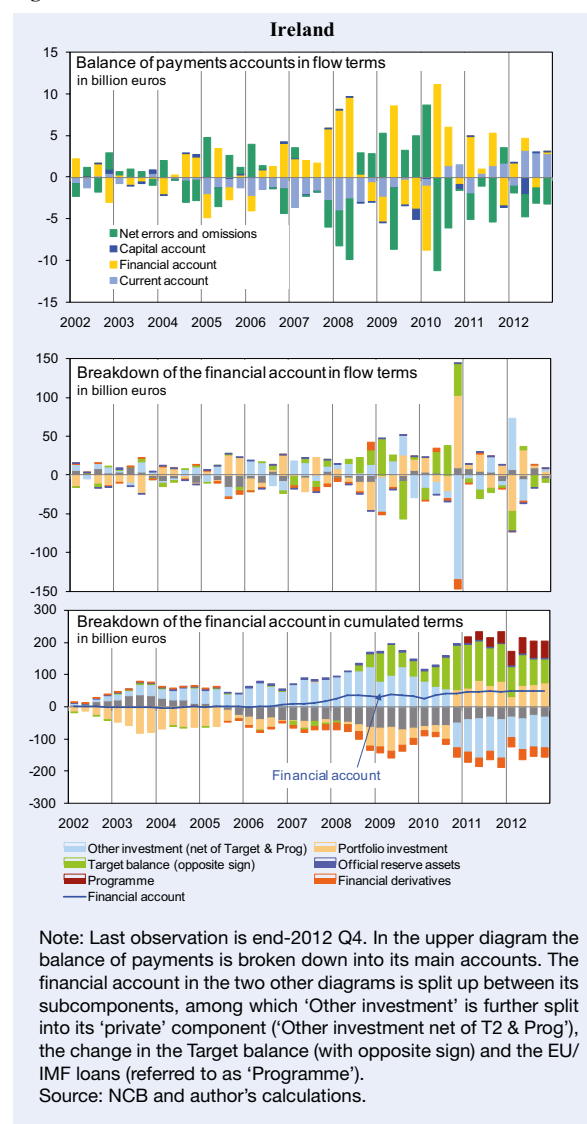 Ireland
Balance of payments accounts in flow terms
in billion euros
15
10
5
0
-5
-10
-15
Net errors and omissions
Capital account
Financial account
Current account
2002 2003 2004 2005 2006 2007 2008 2009 2010 2011 2012
Breakdown of the financial account in flow terms
in billion euros
150
100
50
0
-50
-100
-150
Breakdown of the financial account in cumulated terms
in billion euros
300
200
100
0
-100
-200
-300
Financial account
2002 2003 2004 2005 2006 2007 2008 2009 2010 2011 2012
Other investment (net of Target & Prog) Portfolio investment
Target balance (opposite sign) Official reserve assets
Programme Financial derivatives
Financial account
Note: Last observation is end-2012 Q4. In the upper diagram the
balance of payments is broken down into its main accounts. The
financial account in the two other diagrams is split up between its
subcomponents, among which ‘Other investment’ is further split
into its ‘private’ component (‘Other investment net of T2 & Prog’),
the change in the Target balance (with opposite sign) and the EU/
IMF loans (referred to as ‘Programme’).
Source: NCB and author’s calculations.